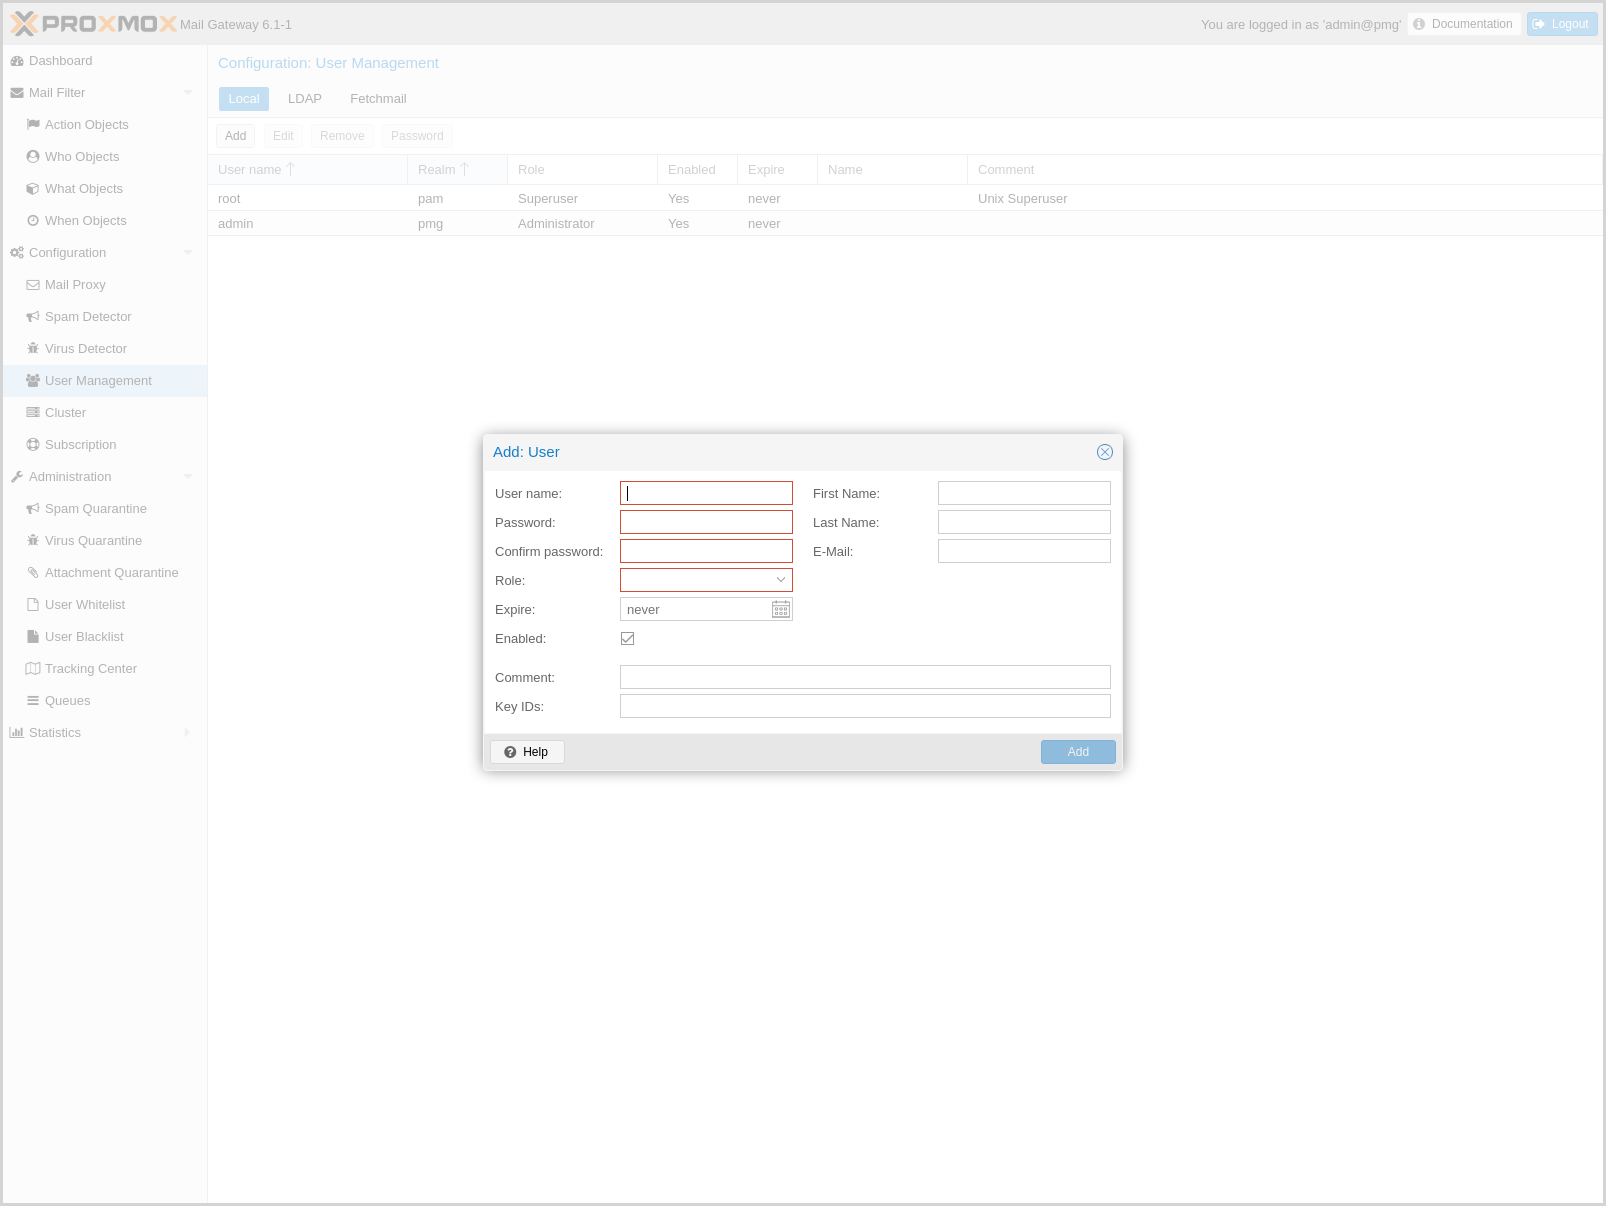 PROXMOX Mail Gateway 6.1-1
You are logged in as 'admin@pmg' Documentation Logout
Dashboard
Mail Filter
Action Objects
Who Objects
What Objects
When Objects
Configuration
Mail Proxy
Spam Detector
Virus Detector
User Management
Cluster
Subscription
Administration
Spam Quarantine
Virus Quarantine
Attachment Quarantine
User Whitelist
User Blacklist
Tracking Center
Queues
Statistics
Configuration: User Management
Local LDAP Fetchmail
Add Edit Remove Password
User name Realm Role Enabled Expire Name Comment
root pam Superuser Yes never Unix Superuser
admin pmg Administrator Yes never
Add: User
User name: First Name:
Password: Last Name:
Confirm password: E-Mail:
Role:
Expire: never
Enabled:
Comment:
Key IDs:
Help Add